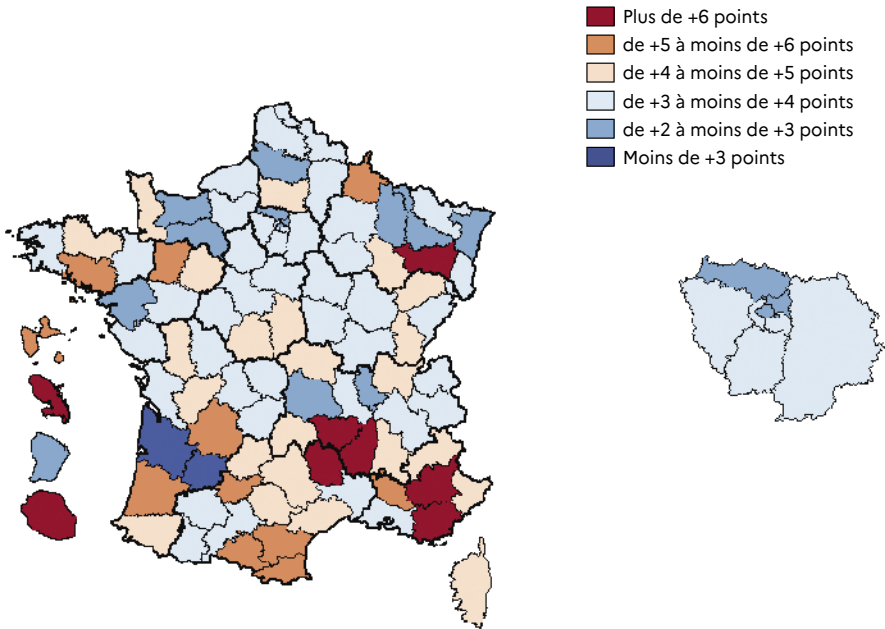 Plus de +6 points
de +5 à moins de +6 points
de +4 à moins de +5 points
de +3 à moins de +4 points
de +2 à moins de +3 points
Moins de +3 points